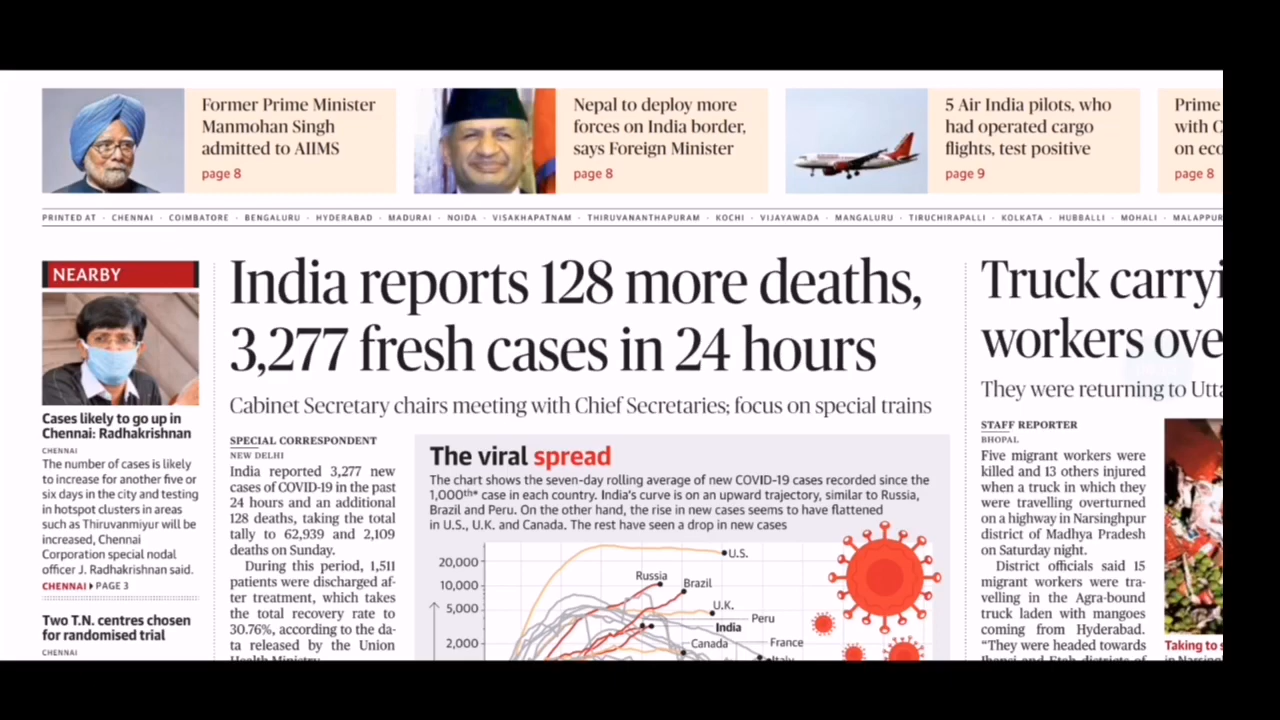 Former Prime Minister
Manmohan Singh
admitted to AIIMS
page 8
Nepal to deploy more
forces on India border,
says Foreign Minister
page 8
5 Air India pilots, who
had operated cargo
flights, test positive
page 9
Prime
with C
on eco
page 8
PRINTED AT · CHENNAI · COIMBATORE · BENGALURU · HYDERABAD · MADURAI · NOIDA · VISAKHAPATNAM · THIRUVANANTHAPURAM · KOCHI · VIJAYAWADA · MANGALURU · TIRUCHIRAPALLI · KOLKATA · HUBBALLI · MOHALI · MALAPPUR
NEARBY
Cases likely to go up in
Chennai: Radhakrishnan
CHENNAI
The number of cases is likely
to increase for another five or
six days in the city and testing
in hotspot clusters in areas
such as Thiruvanmiyur will be
increased, Chennai
Corporation special nodal
officer J. Radhakrishnan said.
CHENNAI PAGE 3
Two T.N. centres chosen
for randomised trial
CHENNAI
India reports 128 more deaths,
3,277 fresh cases in 24 hours
Cabinet Secretary chairs meeting with Chief Secretaries; focus on special trains
SPECIAL CORRESPONDENT
NEW DELHI
India reported 3,277 new
cases of COVID-19 in the past
24 hours and an additional
128 deaths, taking the total
tally to 62,939 and 2,109
deaths on Sunday.
During this period, 1,511
patients were discharged af-
ter treatment, which takes
the total recovery rate to
30.76%, according to the da-
ta released by the Union
Health Ministry.
The viral spread
The chart shows the seven-day rolling average of new COVID-19 cases recorded since the
1,000th* case in each country. India's curve is on an upward trajectory, similar to Russia,
Brazil and Peru. On the other hand, the rise in new cases seems to have flattened
in U.S., U.K. and Canada. The rest have seen a drop in new cases
20,000
10,000
5,000
2,000
U.S.
Russia
Brazil
U.K.
Peru
India
France
Canada
Italy
Truck carryi
workers ove
They were returning to Utta
STAFF REPORTER
BHOPAL
Five migrant workers were
killed and 13 others injured
when a truck in which they
were travelling overturned
on a highway in Narsinghpur
district of Madhya Pradesh
on Saturday night.
District officials said 15
migrant workers were tra-
velling in the Agra-bound
truck laden with mangoes
coming from Hyderabad.
"They were headed towards
Jhansi and Etah districts of
Taking to s
in Narsing